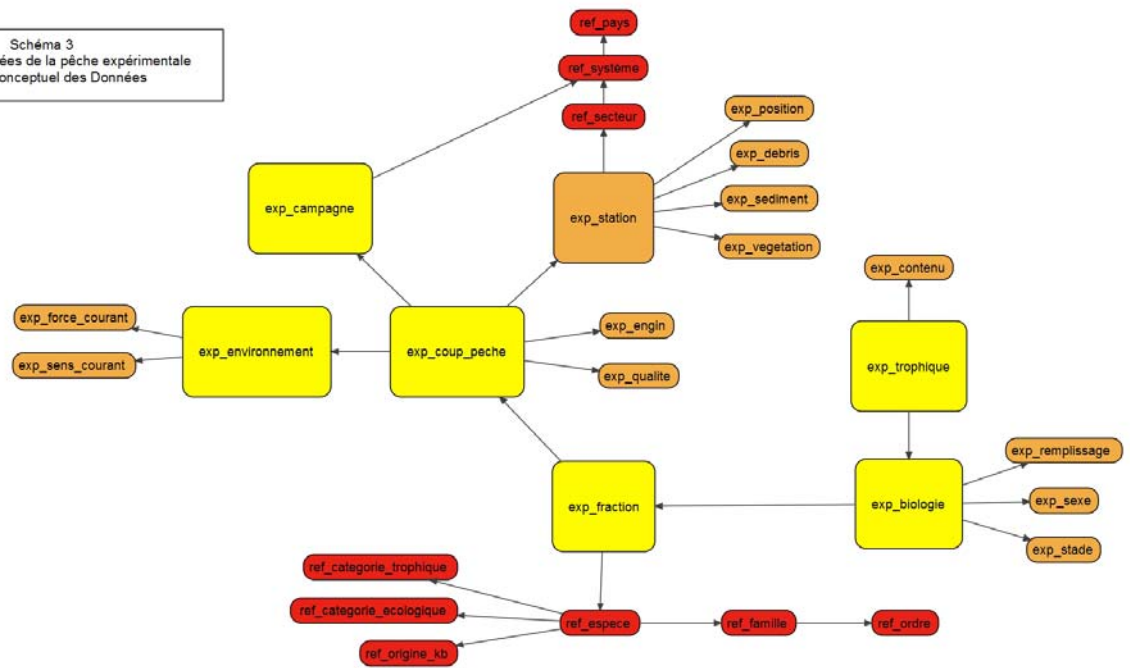 Schéma 3
ées de la pêche expérimentale
onceptuel des Données
ref_pays
ref_système
ref_secteur
exp_position
exp_debris
exp_sediment
exp_vegetation
exp_campagne
exp_station
exp_contenu
exp_force_courant
exp_sens_courant
exp_environnement
exp_coup_peche
exp_engin
exp_qualite
exp_trophique
exp_remplissage
exp_sexe
exp_stade
exp_fraction
exp_biologie
ref_categorie_trophique
ref_categorie_ecologique
ref_origine_kb
ref_espece
ref_famille
ref_ordre